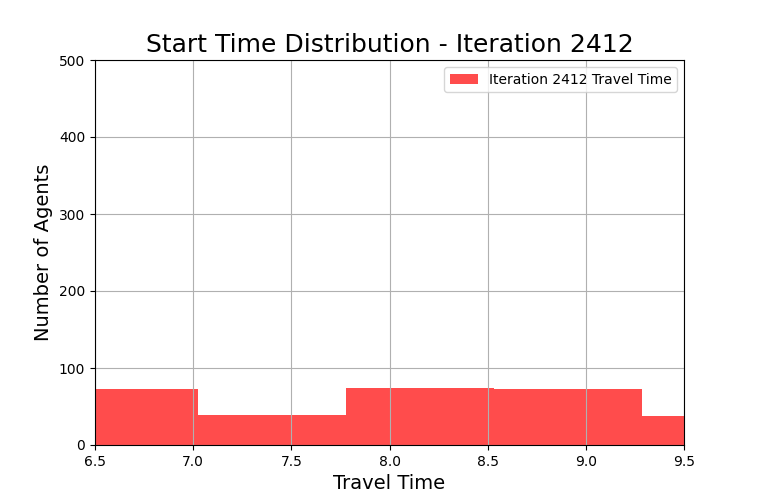 Start Time Distribution - Iteration 2412
Iteration 2412 Travel Time
Number of Agents
500
400
300
200
100
0
6.5 7.0 7.5 8.0 8.5 9.0 9.5
Travel Time